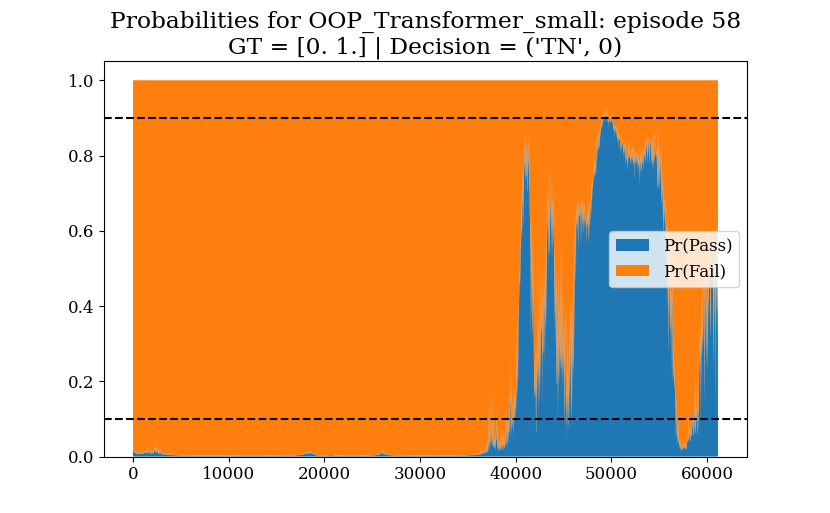 Probabilities for OOP_Transformer_small: episode 58
GT = [0. 1.] | Decision = ('TN', 0)
1.0
0.8
0.6
0.4
0.2
0.0
Pr(Pass)
Pr(Fail)
0 10000 20000 30000 40000 50000 60000